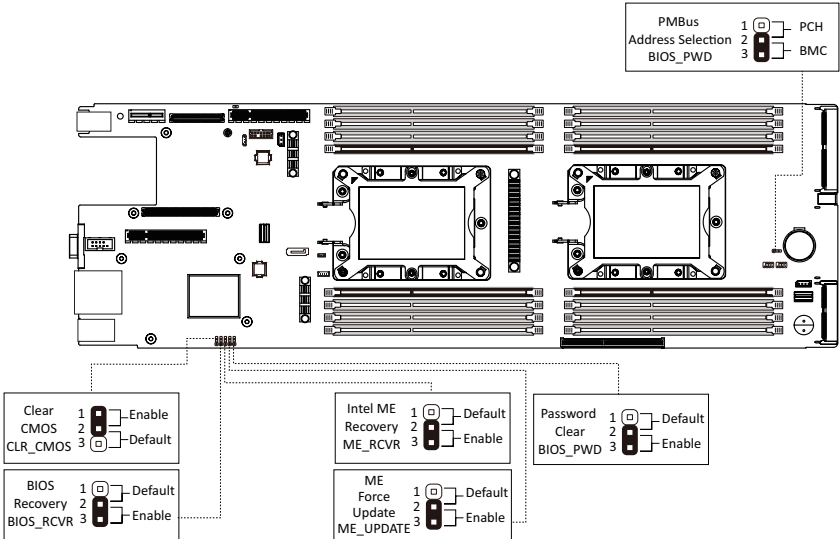 PMBus
Address Selection
BIOS_PWD
1
2
3
PCH
BMC
Clear
CMOS
CLR_CMOS
1
2
3
Enable
Default
BIOS
Recovery
BIOS_RCVR
1
2
3
Default
Enable
Intel ME
Recovery
ME_RCVR
1
2
3
Default
Enable
ME
Force
Update
ME_UPDATE
1
2
3
Default
Enable
Password
Clear
BIOS_PWD
1
2
3
Default
Enable